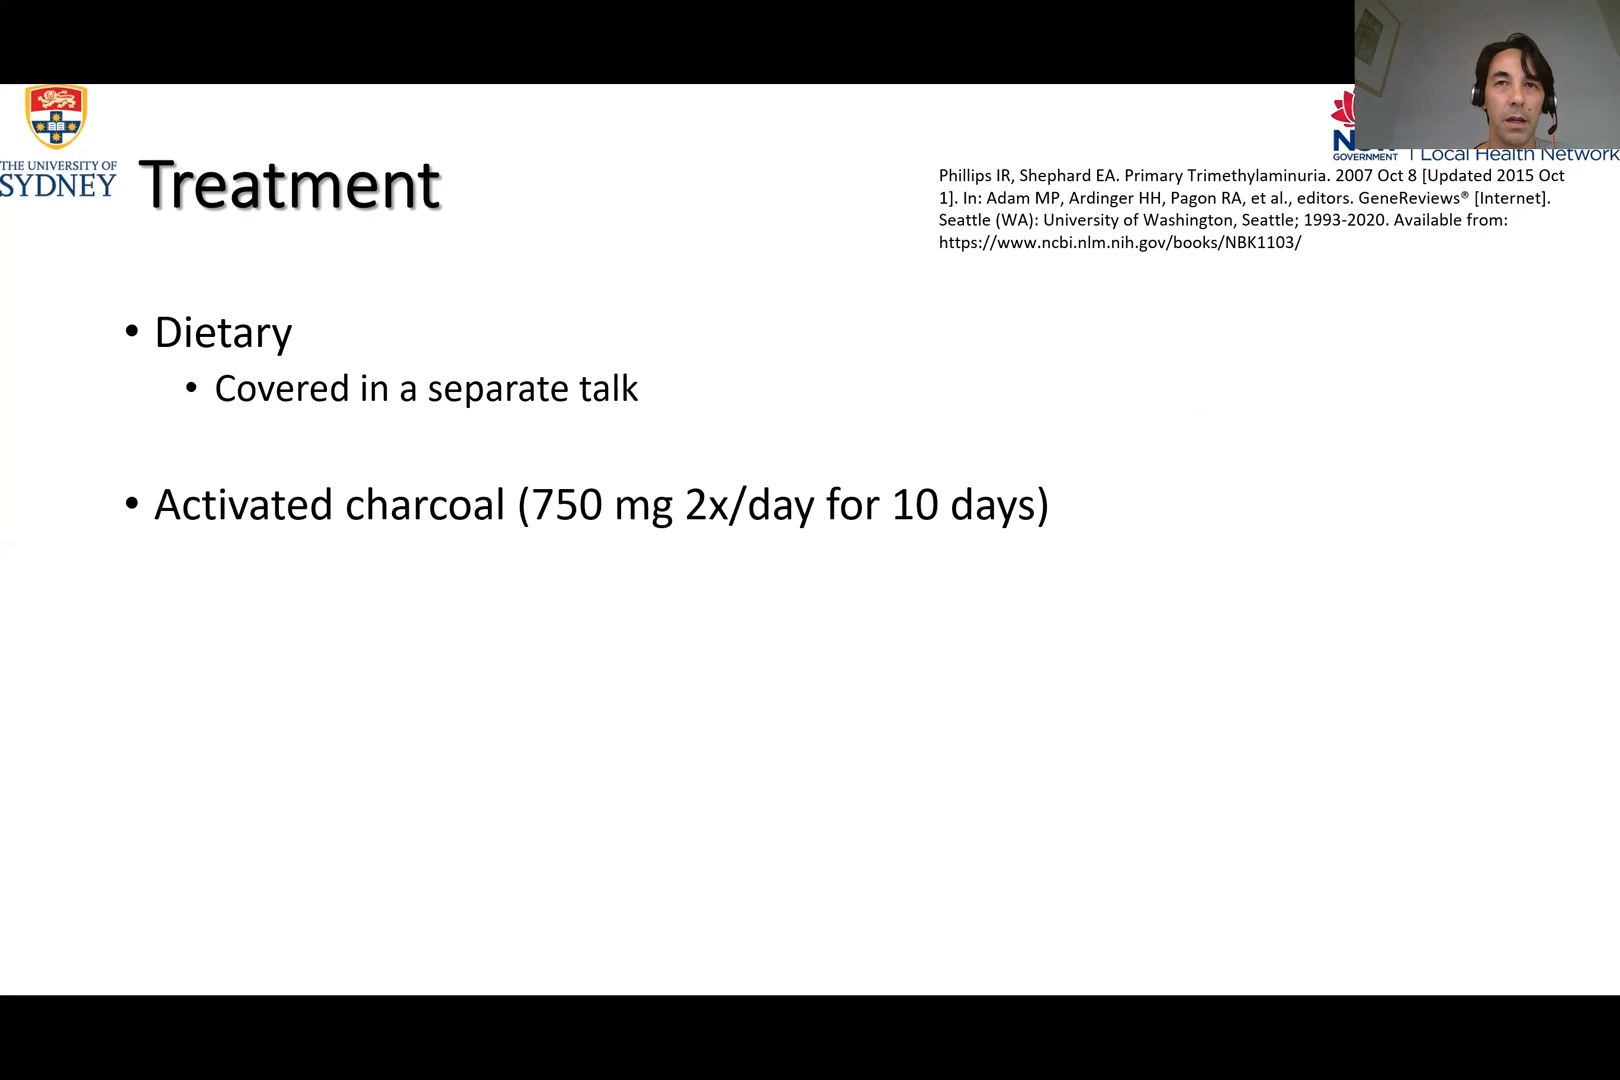 THE UNIVERSITY OF
SYDNEY
Treatment
GOVERNMENT
Local Health Network
Phillips IR, Shephard EA. Primary Trimethylaminuria. 2007 Oct 8 [Updated 2015 Oct
1]. In: Adam MP, Ardinger HH, Pagon RA, et al., editors. GeneReviews® [Internet].
Seattle (WA): University of Washington, Seattle; 1993-2020. Available from:
https://www.ncbi.nlm.nih.gov/books/NBK1103/
• Dietary
• Covered in a separate talk
• Activated charcoal (750 mg 2x/day for 10 days)